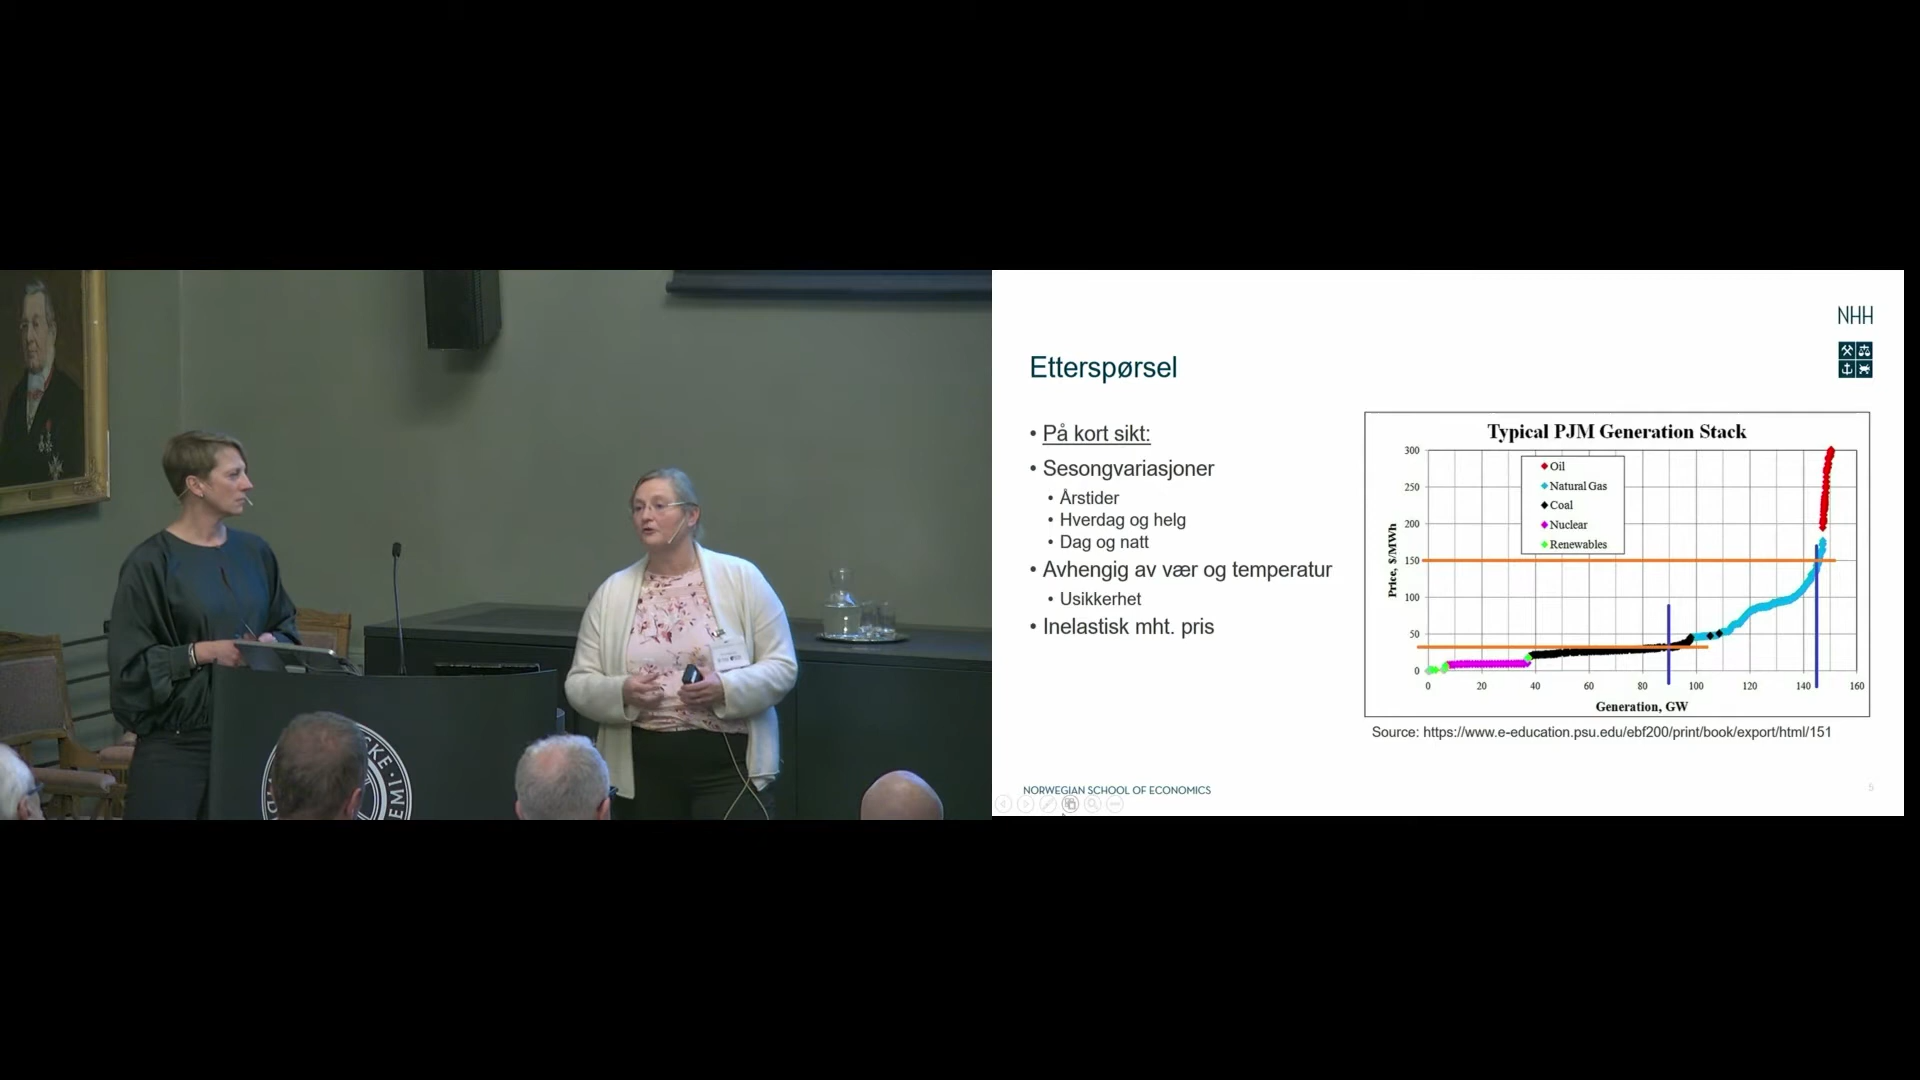 NHH
Etterspørsel
• På kort sikt:
• Sesongvariasjoner
• Årstider
• Hverdag og helg
• Dag og natt
• Avhengig av vær og temperatur
• Usikkerhet
• Inelastisk mht. pris
Typical PJM Generation Stack
300
250
200
150
100
50
0
Price, $/MWh
Oil
Natural Gas
Coal
Nuclear
Renewables
0 20 40 60 80 100 120 140 160
Generation, GW
Source: https://www.e-education.psu.edu/ebf200/print/book/export/html/151
NORWEGIAN SCHOOL OF ECONOMICS
5